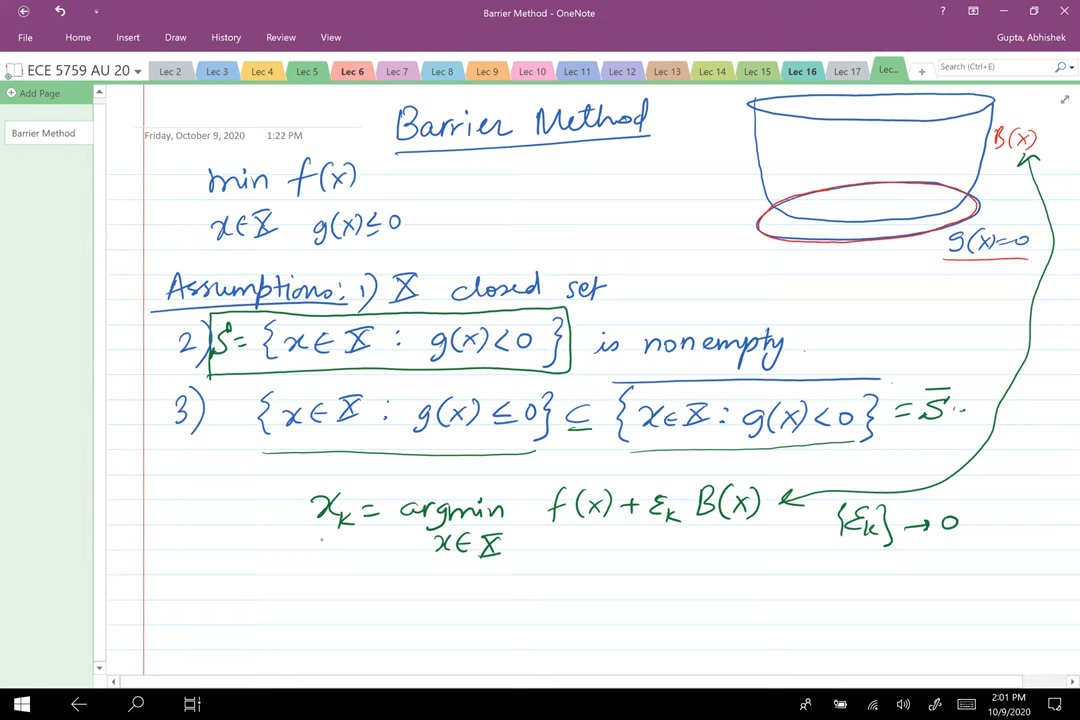 Barrier Method - OneNote
Gupta, Abhishek
File Home Insert Draw History Review View
ECE 5759 AU 20
Lec 2 Lec 3 Lec 4 Lec 5 Lec 6 Lec 7 Lec 8 Lec 9 Lec 10 Lec 11 Lec 12 Lec 13 Lec 14 Lec 15 Lec 16 Lec 17 Lec...
Search (Ctrl+E)
Add Page
Barrier Method
Friday, October 9, 2020 1:22 PM
Barrier Method
B(x)
g(x)=0
min f(x)
x∈X g(x)≤0
Assumptions: 1) X closed set
2) S = {x∈X : g(x)<0} is nonempty.
3) {x∈X : g(x)≤0} ⊆ {x∈X : g(x)<0} = S̅
x_k = argmin f(x) + ε_k B(x)
x∈X
{ε_k} → 0
2:01 PM
10/9/2020